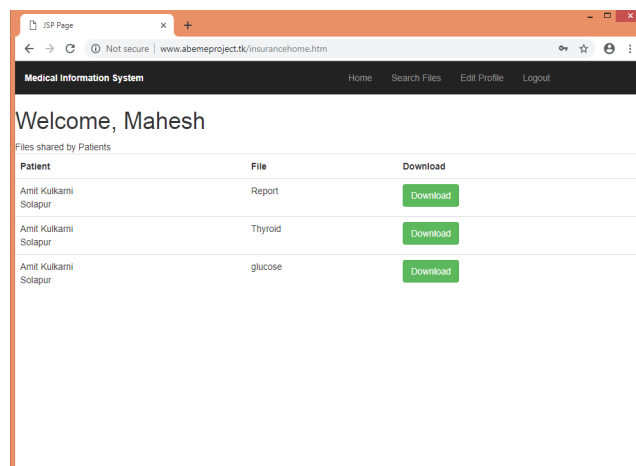 JSP Page
Not secure | www.abemeproject.tk/insurancehome.htm
Medical Information System Home Search Files Edit Profile Logout
Welcome, Mahesh
Files shared by Patients
Patient File Download
Amit Kulkarni Report Download
Solapur
Amit Kulkarni Thyroid Download
Solapur
Amit Kulkarni glucose Download
Solapur